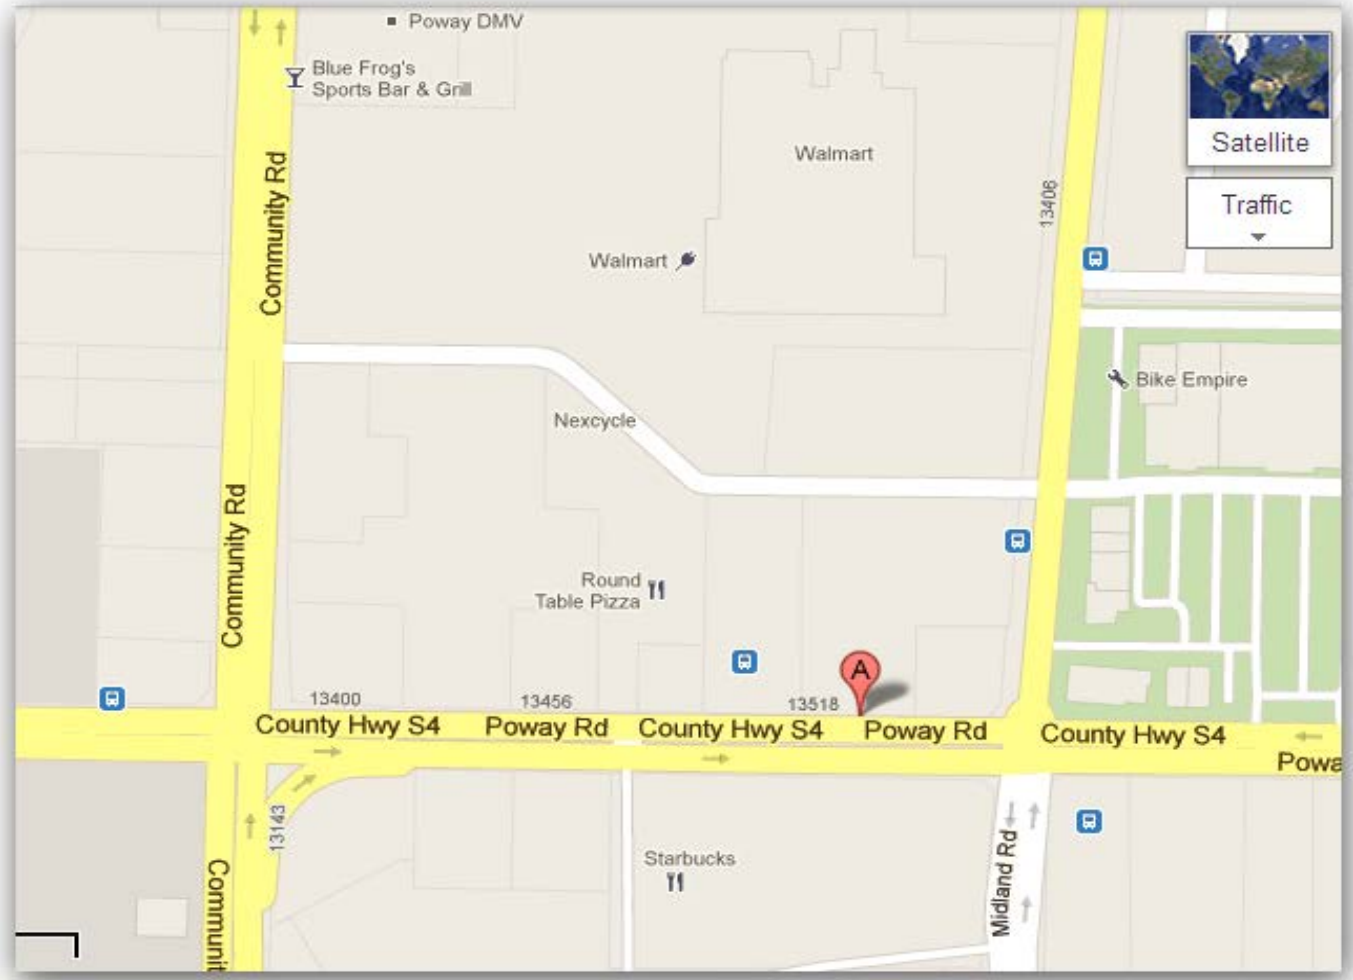 Poway DMV
Blue Frog's
Sports Bar & Grill
Satellite
Walmart
Community Rd
Traffic
13406
Walmart
Bike Empire
Nexcycle
Community Rd
Round
Table Pizza
A
13400
13456
13518
County Hwy S4
Poway Rd
County Hwy S4
Poway Rd
County Hwy S4
Powa
13143
Starbucks
Midland Rd
Communit